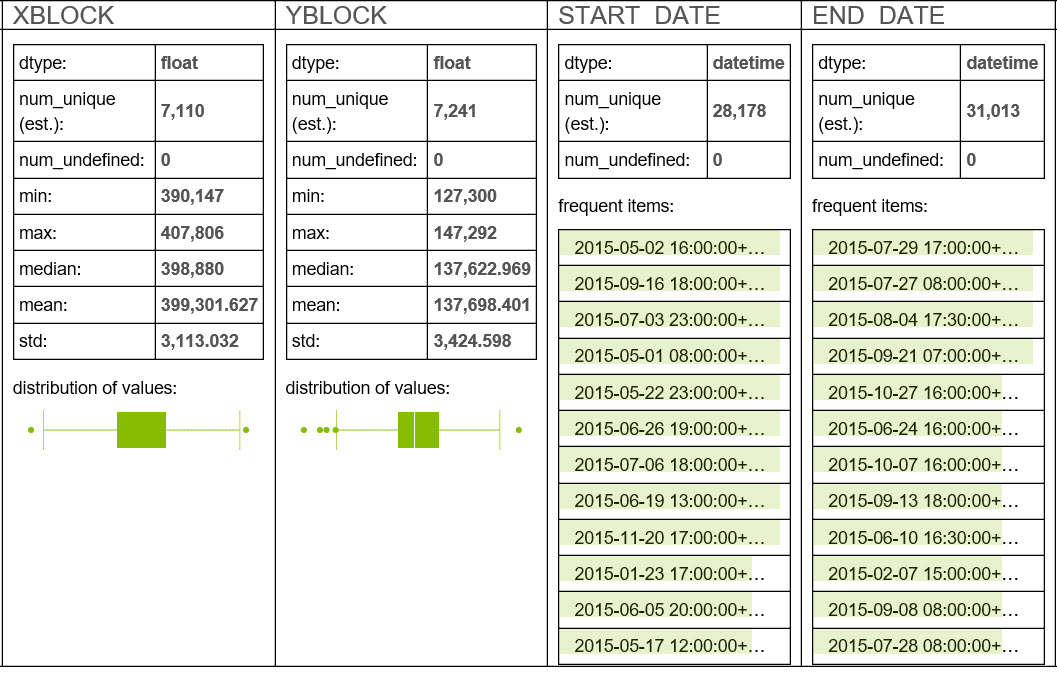 XBLOCK
dtype: float
num_unique
(est.): 7,110
num_undefined: 0
min: 390,147
max: 407,806
median: 398,880
mean: 399,301.627
std: 3,113.032
distribution of values:
YBLOCK
dtype: float
num_unique
(est.): 7,241
num_undefined: 0
min: 127,300
max: 147,292
median: 137,622.969
mean: 137,698.401
std: 3,424.598
distribution of values:
START_DATE
dtype: datetime
num_unique
(est.): 28,178
num_undefined: 0
frequent items:
2015-05-02 16:00:00+…
2015-09-16 18:00:00+…
2015-07-03 23:00:00+…
2015-05-01 08:00:00+…
2015-05-22 23:00:00+…
2015-06-26 19:00:00+…
2015-07-06 18:00:00+…
2015-06-19 13:00:00+…
2015-11-20 17:00:00+…
2015-01-23 17:00:00+…
2015-06-05 20:00:00+…
2015-05-17 12:00:00+…
END_DATE
dtype: datetime
num_unique
(est.): 31,013
num_undefined: 0
frequent items:
2015-07-29 17:00:00+…
2015-07-27 08:00:00+…
2015-08-04 17:30:00+…
2015-09-21 07:00:00+…
2015-10-27 16:00:00+…
2015-06-24 16:00:00+…
2015-10-07 16:00:00+…
2015-09-13 18:00:00+…
2015-06-10 16:30:00+…
2015-02-07 15:00:00+…
2015-09-08 08:00:00+…
2015-07-28 08:00:00+…